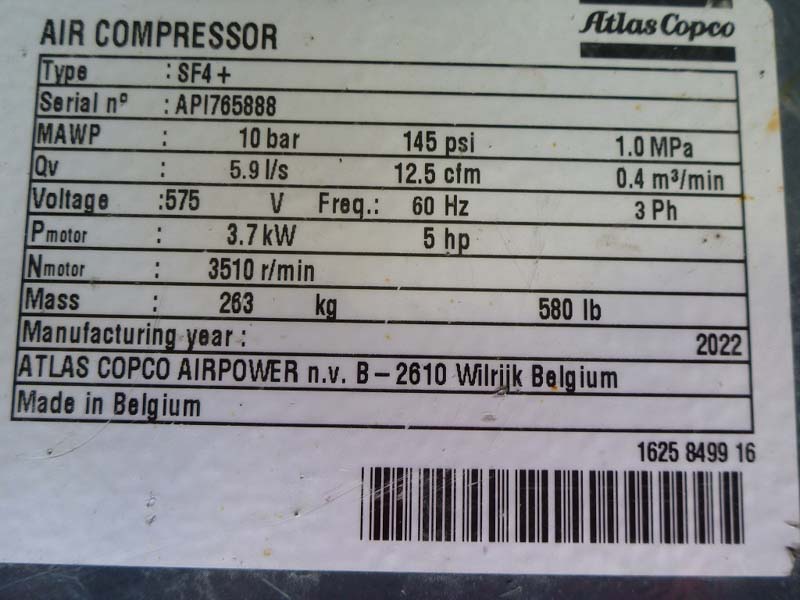 AIR COMPRESSOR
Atlas Copco
Type : SF4+
Serial nº : API765888
MAWP : 10 bar 145 psi 1.0 MPa
Qv : 5.9 l/s 12.5 cfm 0.4 m³/min
Voltage :575 V Freq.: 60 Hz 3 Ph
Pmotor : 3.7 kW 5 hp
Nmotor : 3510 r/min
Mass : 263 kg 580 lb
Manufacturing year : 2022
ATLAS COPCO AIRPOWER n.v. B – 2610 Wilrijk Belgium
Made in Belgium
1625 8499 16